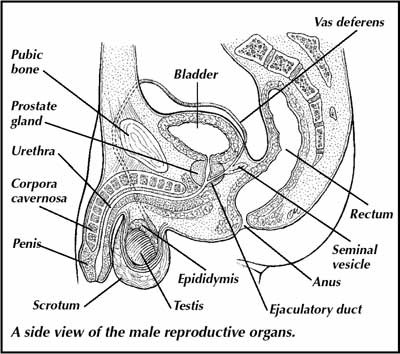 Vas deferens
Pubic
bone
Bladder
Prostate
gland
Urethra
Corpora
cavernosa
Rectum
Penis
Seminal
vesicle
Epididymis
Anus
Scrotum
Testis
Ejaculatory duct
A side view of the male reproductive organs.